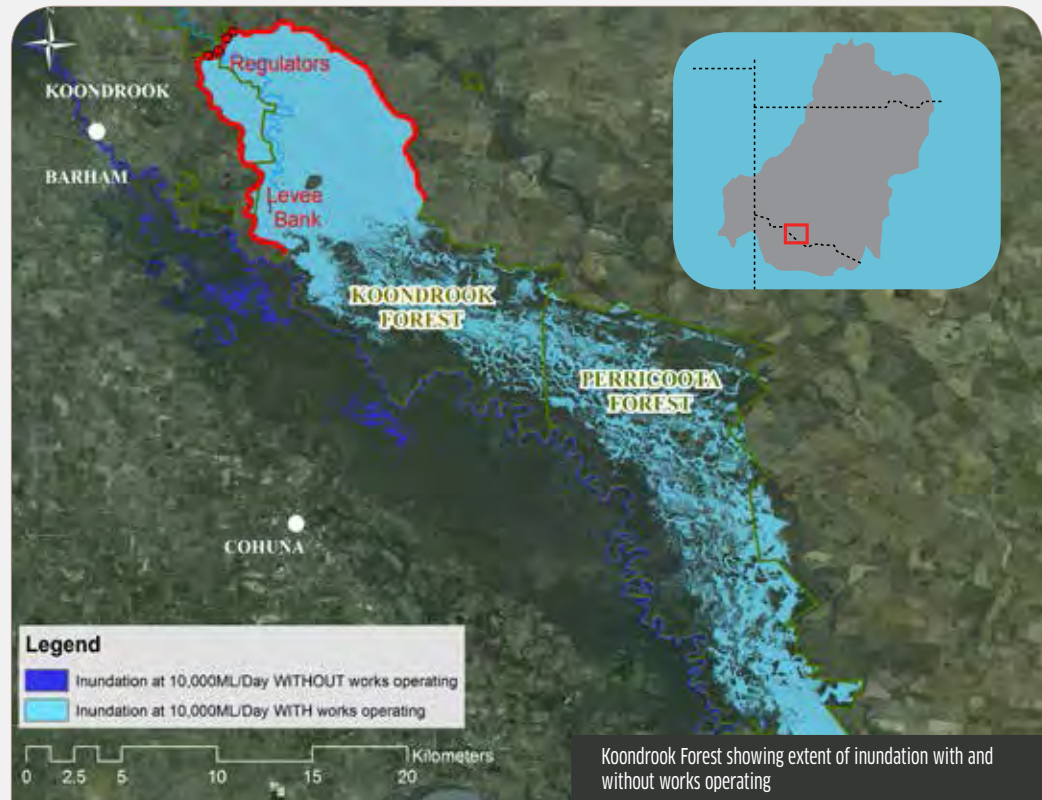 Regulators
KOONDROOK
BARHAM
Levee
Bank
KOONDROOK
FOREST
PERRICOOTA
FOREST
COHUNA
Legend
Inundation at 10,000ML/Day WITHOUT works operating
Inundation at 10,000ML/Day WITH works operating
Kilometers
0 2.5 5 10 15 20
Koondrook Forest showing extent of inundation with and
without works operating